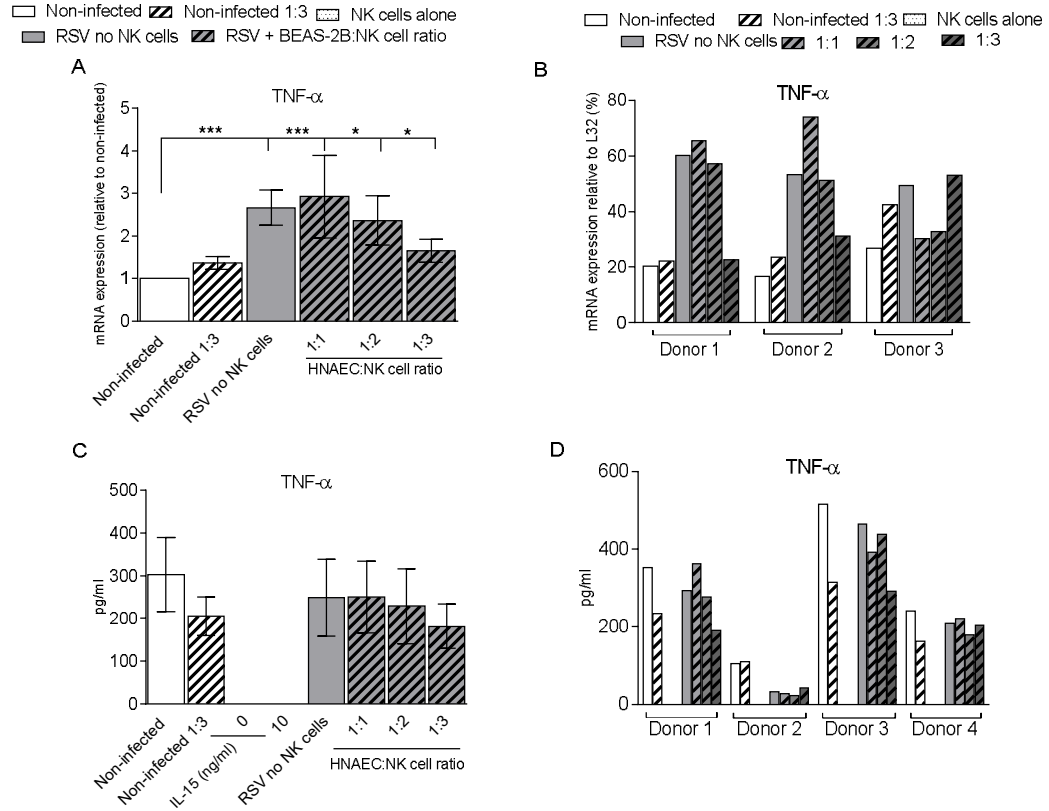 Non-infected Non-infected 1:3 NK cells alone
RSV no NK cells RSV + BEAS-2B:NK cell ratio
A
TNF-α
mRNA expression (relative to non-infected)
5
4
3
2
1
0
*** *** * *
Non-infected
Non-infected 1:3
RSV no NK cells
1:1 1:2 1:3
HNAEC:NK cell ratio
Non-infected Non-infected 1:3 NK cells alone
RSV no NK cells 1:1 1:2 1:3
B
TNF-α
mRNA expression relative to L32 (%)
80
60
40
20
0
Donor 1 Donor 2 Donor 3
C
TNF-α
pg/ml
500
400
300
200
100
0
Non-infected
Non-infected 1:3
0 10
IL-15 (ng/ml)
RSV no NK cells
1:1 1:2 1:3
HNAEC:NK cell ratio
D
TNF-α
pg/ml
600
400
200
0
Donor 1 Donor 2 Donor 3 Donor 4